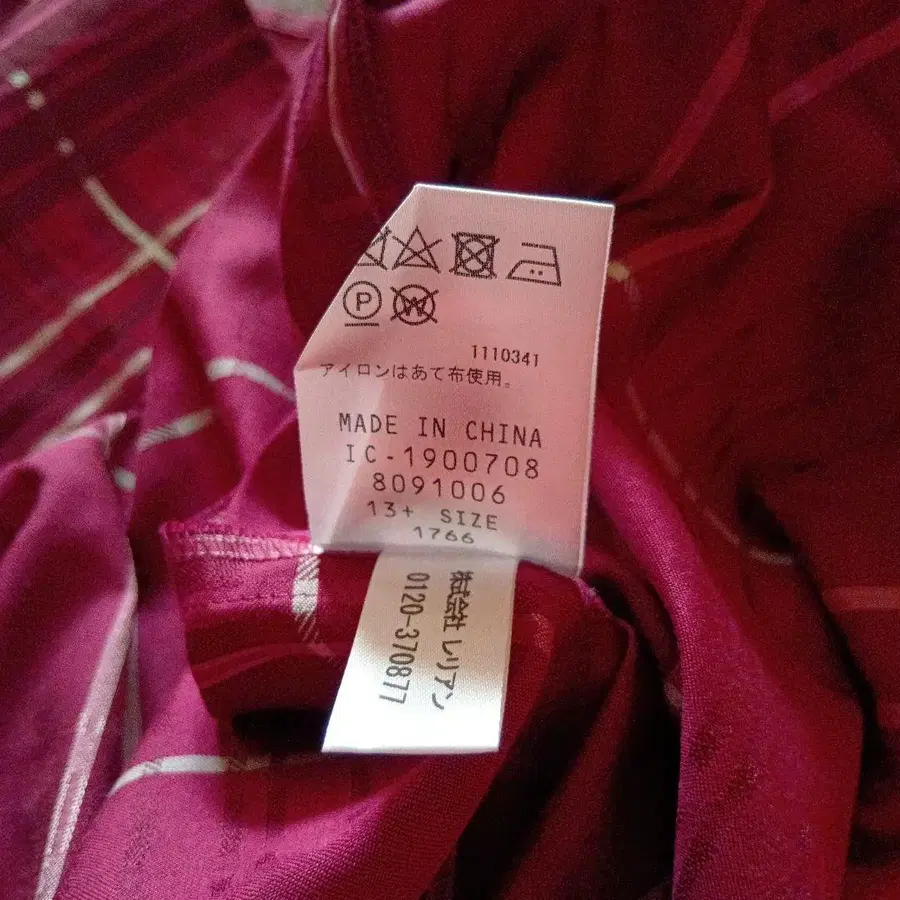 P
W
1110341
アイロンはあて布使用。
MADE IN CHINA
IC-1900708
8091006
13+ SIZE
1766
株式会社 レリアン
0120-370877